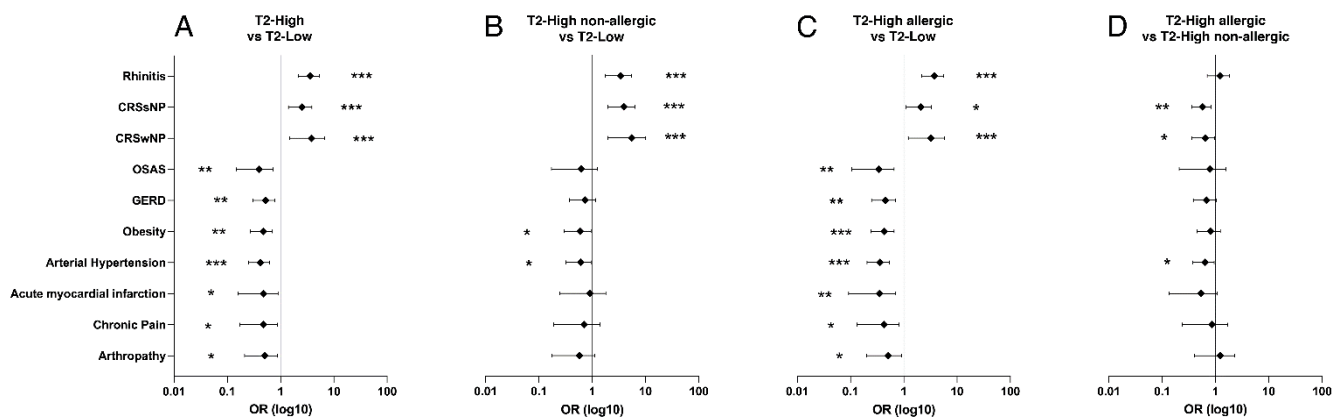 A
T2-High
vs T2-Low
B
T2-High non-allergic
vs T2-Low
C
T2-High allergic
vs T2-Low
D
T2-High allergic
vs T2-High non-allergic
Rhinitis *** *** ***
CRSsNP *** *** * **
CRSwNP *** *** *** *
OSAS ** **
GERD ** **
Obesity ** * ***
Arterial Hypertension *** * *** *
Acute myocardial infarction * **
Chronic Pain * *
Arthropathy * *
0.01 0.1 1 10 100 0.01 0.1 1 10 100 0.01 0.1 1 10 100 0.01 0.1 1 10 100
OR (log10) OR (log10) OR (log10) OR (log10)